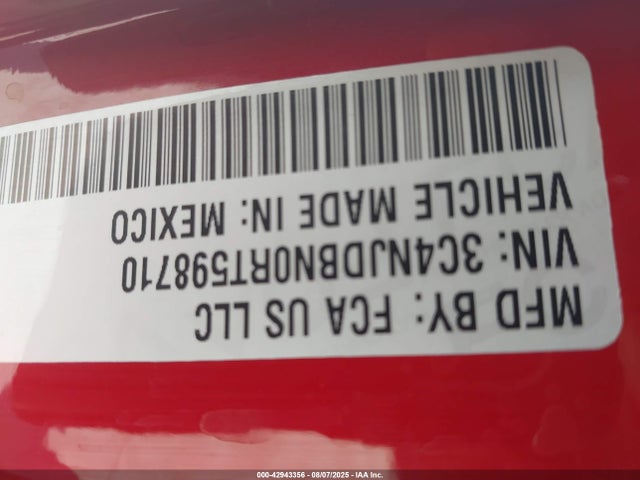 MFD BY: FCA US LLC
VIN: 3C4NJDBN0RT598710
VEHICLE MADE IN: MEXICO
000-42943356 - 08/07/2025 - IAA Inc.